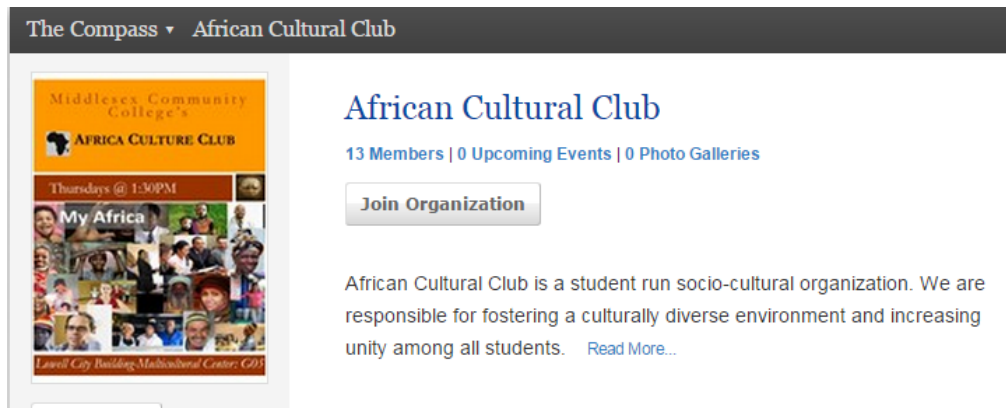 The Compass ▾ African Cultural Club
Middlesex Community
College's
AFRICA CULTURE CLUB
Thursdays @ 1:30PM
My Africa
Lowell City Building-Multicultural Center: G05
African Cultural Club
13 Members | 0 Upcoming Events | 0 Photo Galleries
Join Organization
African Cultural Club is a student run socio-cultural organization. We are
responsible for fostering a culturally diverse environment and increasing
unity among all students. Read More...